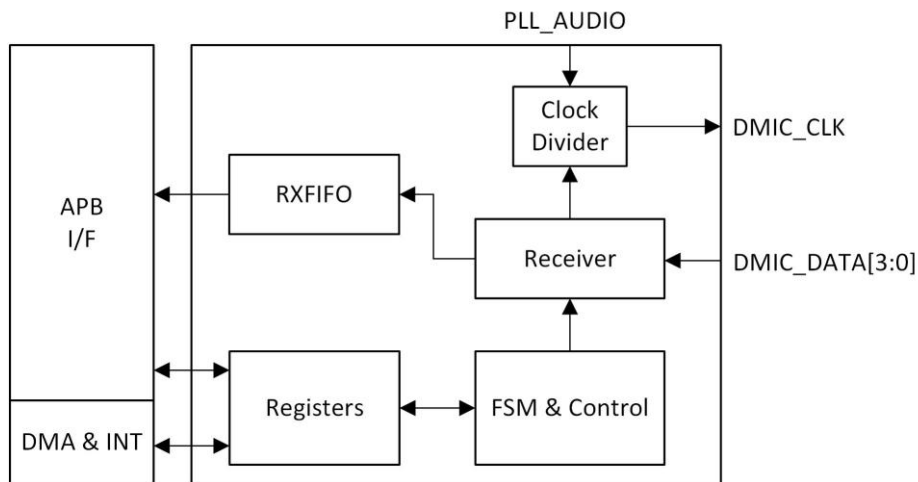 PLL_AUDIO
Clock
Divider
DMIC_CLK
RXFIFO
APB
I/F
Receiver
DMIC_DATA[3:0]
Registers
FSM & Control
DMA & INT